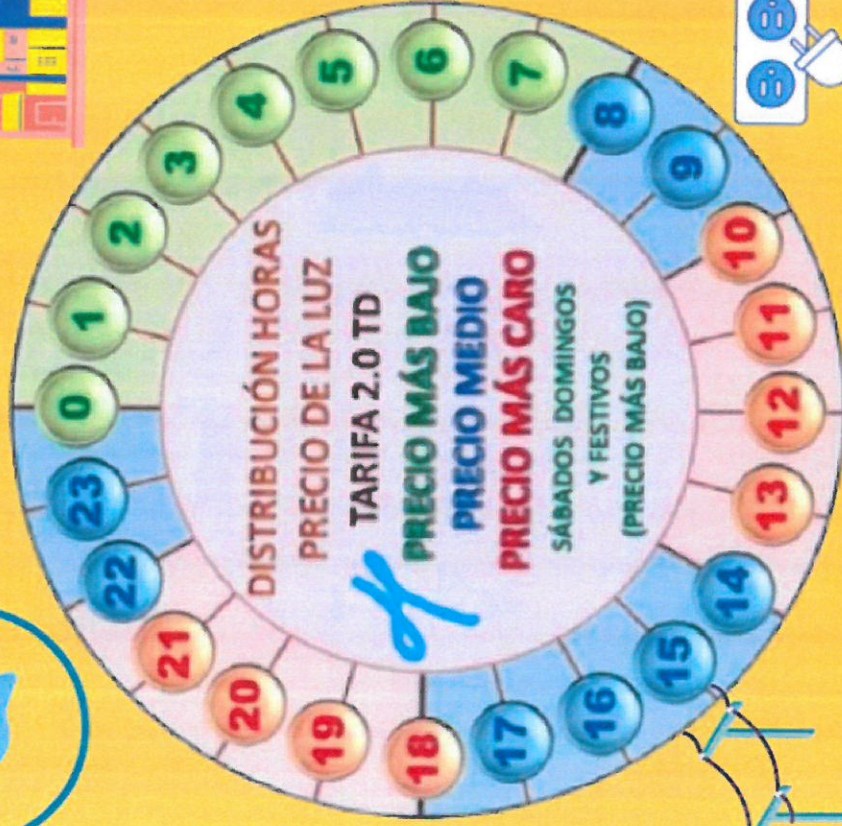 DISTRIBUCIÓN HORAS
PRECIO DE LA LUZ
TARIFA 2.0 TD
PRECIO MÁS BAJO
PRECIO MEDIO
PRECIO MÁS CARO
SÁBADOS DOMINGOS
Y FESTIVOS
(PRECIO MÁS BAJO)
0
1
2
3
4
5
6
7
8
9
10
11
12
13
14
15
16
17
18
19
20
21
22
23